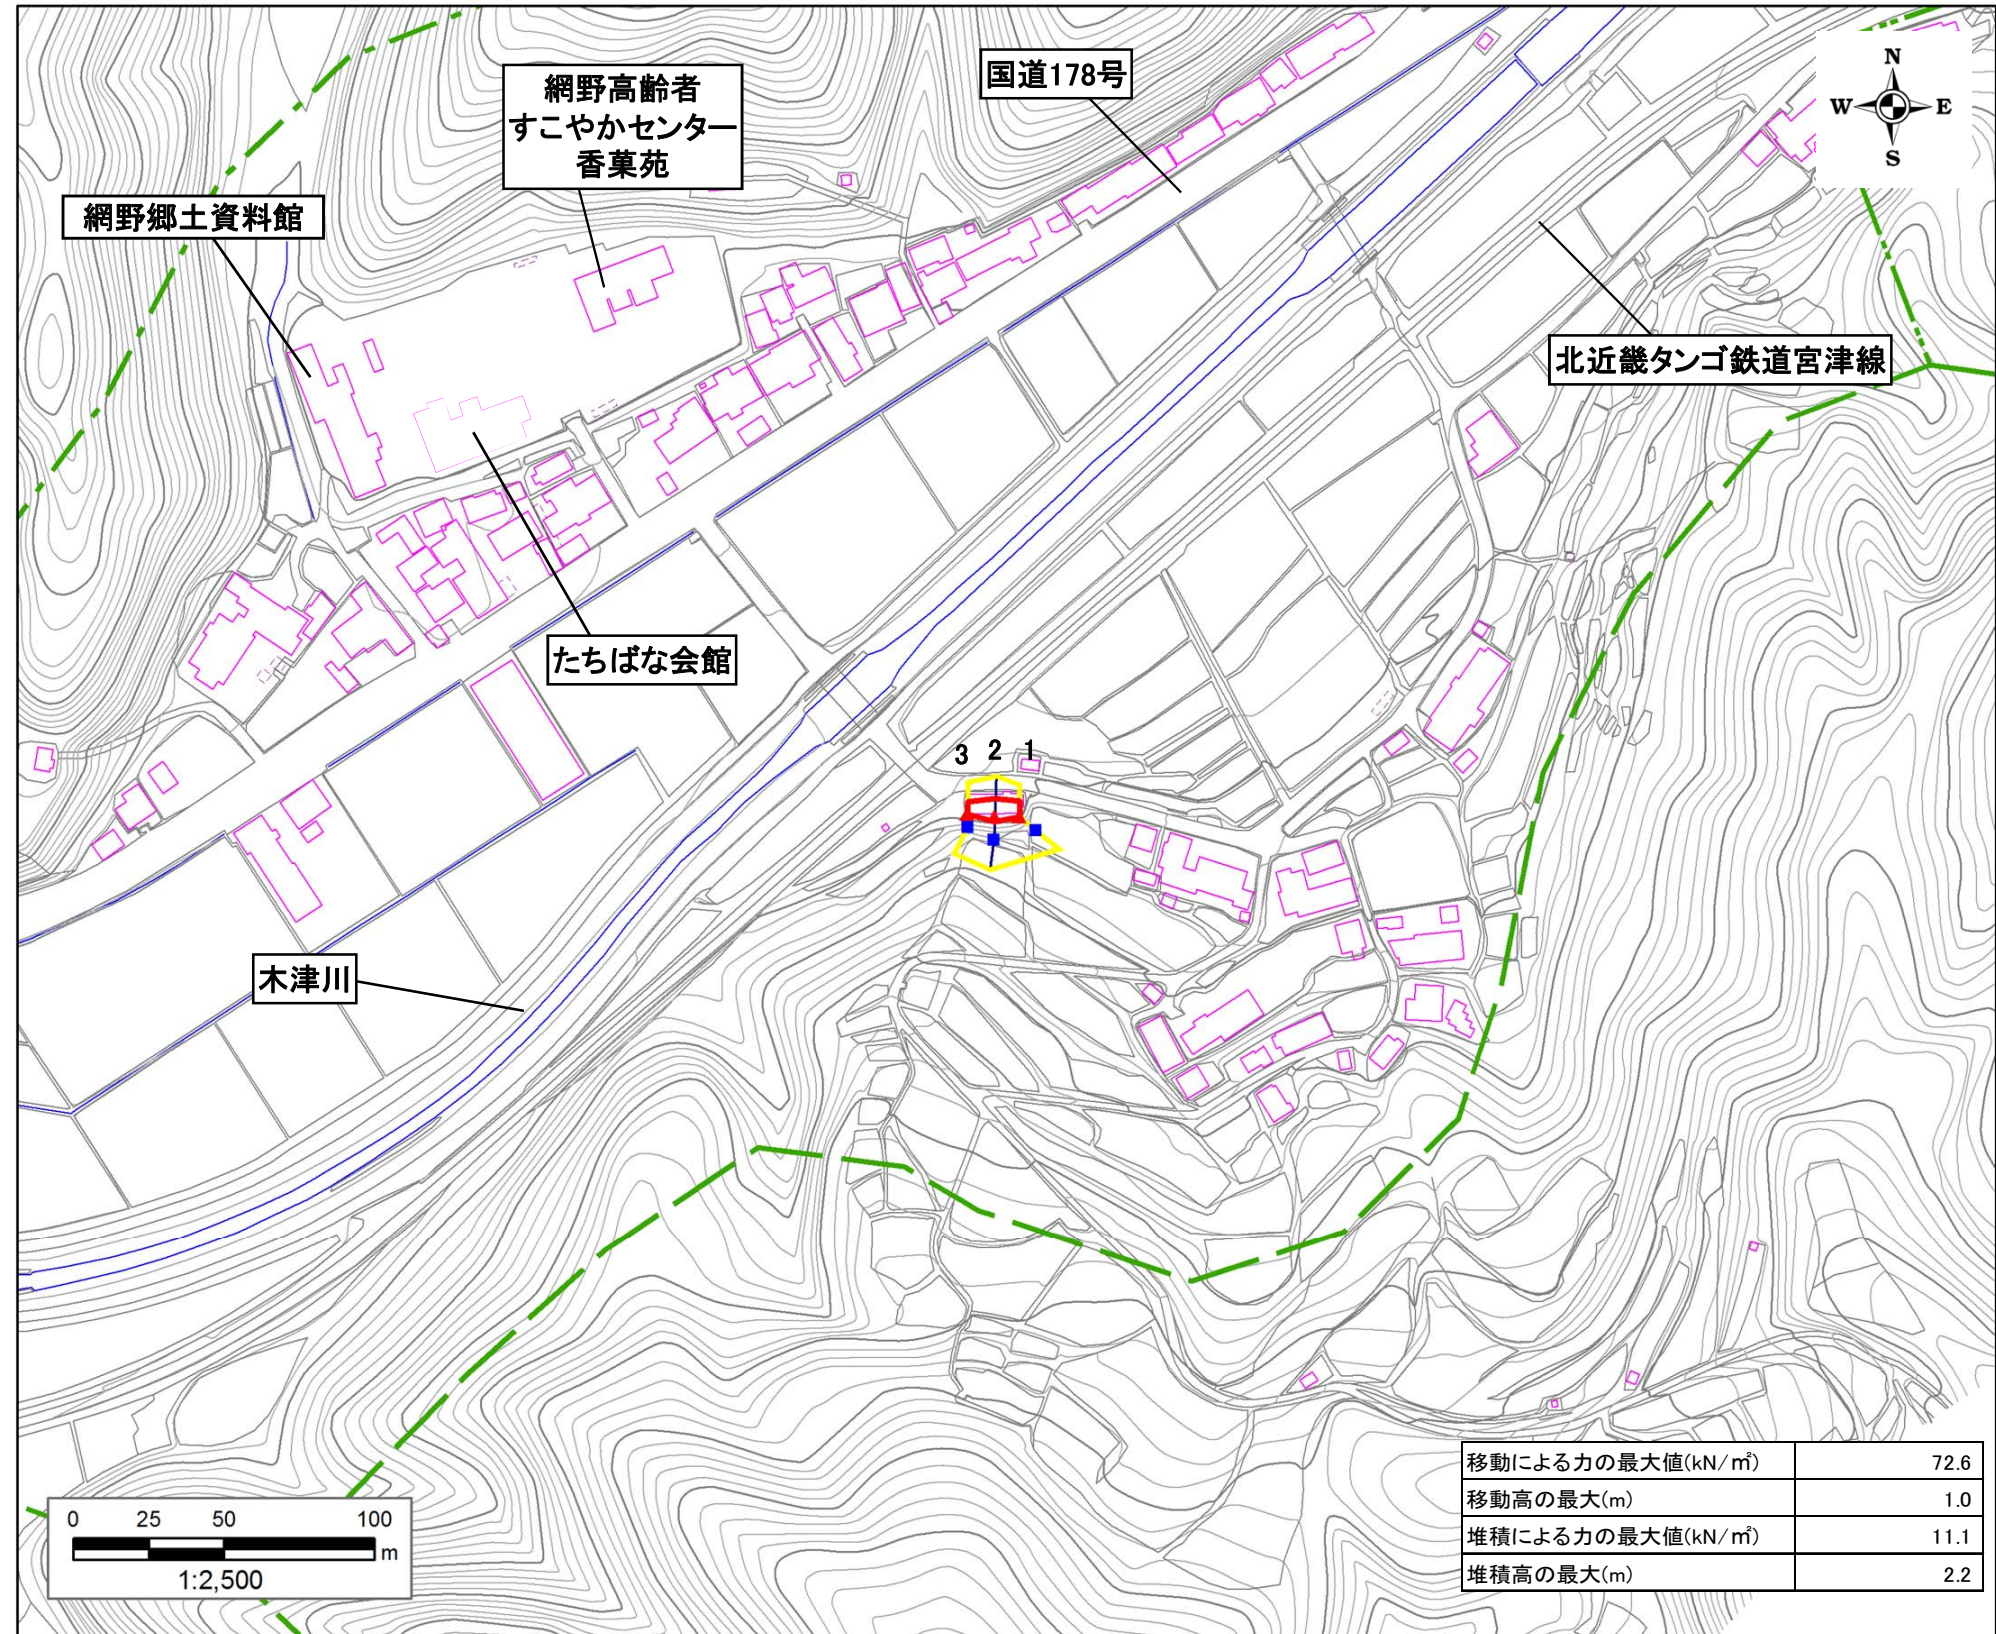 国道178号
網野高齢者
すこやかセンター
香菓苑
N
W E
S
網野郷土資料館
北近畿タンゴ鉄道宮津線
たちばな会館
3 2 1
木津川
移動による力の最大値(kN/㎡) 72.6
移動高の最大(m) 1.0
堆積による力の最大値(kN/㎡) 11.1
堆積高の最大(m) 2.2
0 25 50 100
m
1:2,500